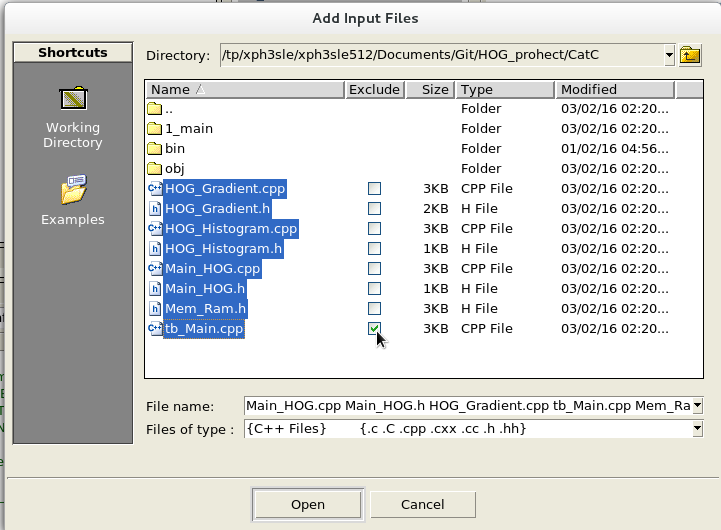 Add Input Files
Shortcuts
Working
Directory
Examples
Directory: /tp/xph3sle/xph3sle512/Documents/Git/HOG_prohect/CatC
Name Exclude Size Type Modified
.. Folder 03/02/16 02:20...
1_main Folder 03/02/16 02:20...
bin Folder 01/02/16 04:56...
obj Folder 03/02/16 02:20...
HOG_Gradient.cpp 3KB CPP File 03/02/16 02:20...
HOG_Gradient.h 2KB H File 03/02/16 02:20...
HOG_Histogram.cpp 3KB CPP File 03/02/16 02:20...
HOG_Histogram.h 1KB H File 03/02/16 02:20...
Main_HOG.cpp 3KB CPP File 03/02/16 02:20...
Main_HOG.h 1KB H File 03/02/16 02:20...
Mem_Ram.h 3KB H File 03/02/16 02:20...
tb_Main.cpp 3KB CPP File 03/02/16 02:20...
File name: Main_HOG.cpp Main_HOG.h HOG_Gradient.cpp tb_Main.cpp Mem_Ra
Files of type : {C++ Files} {.c .C .cpp .cxx .cc .h .hh}
Open Cancel